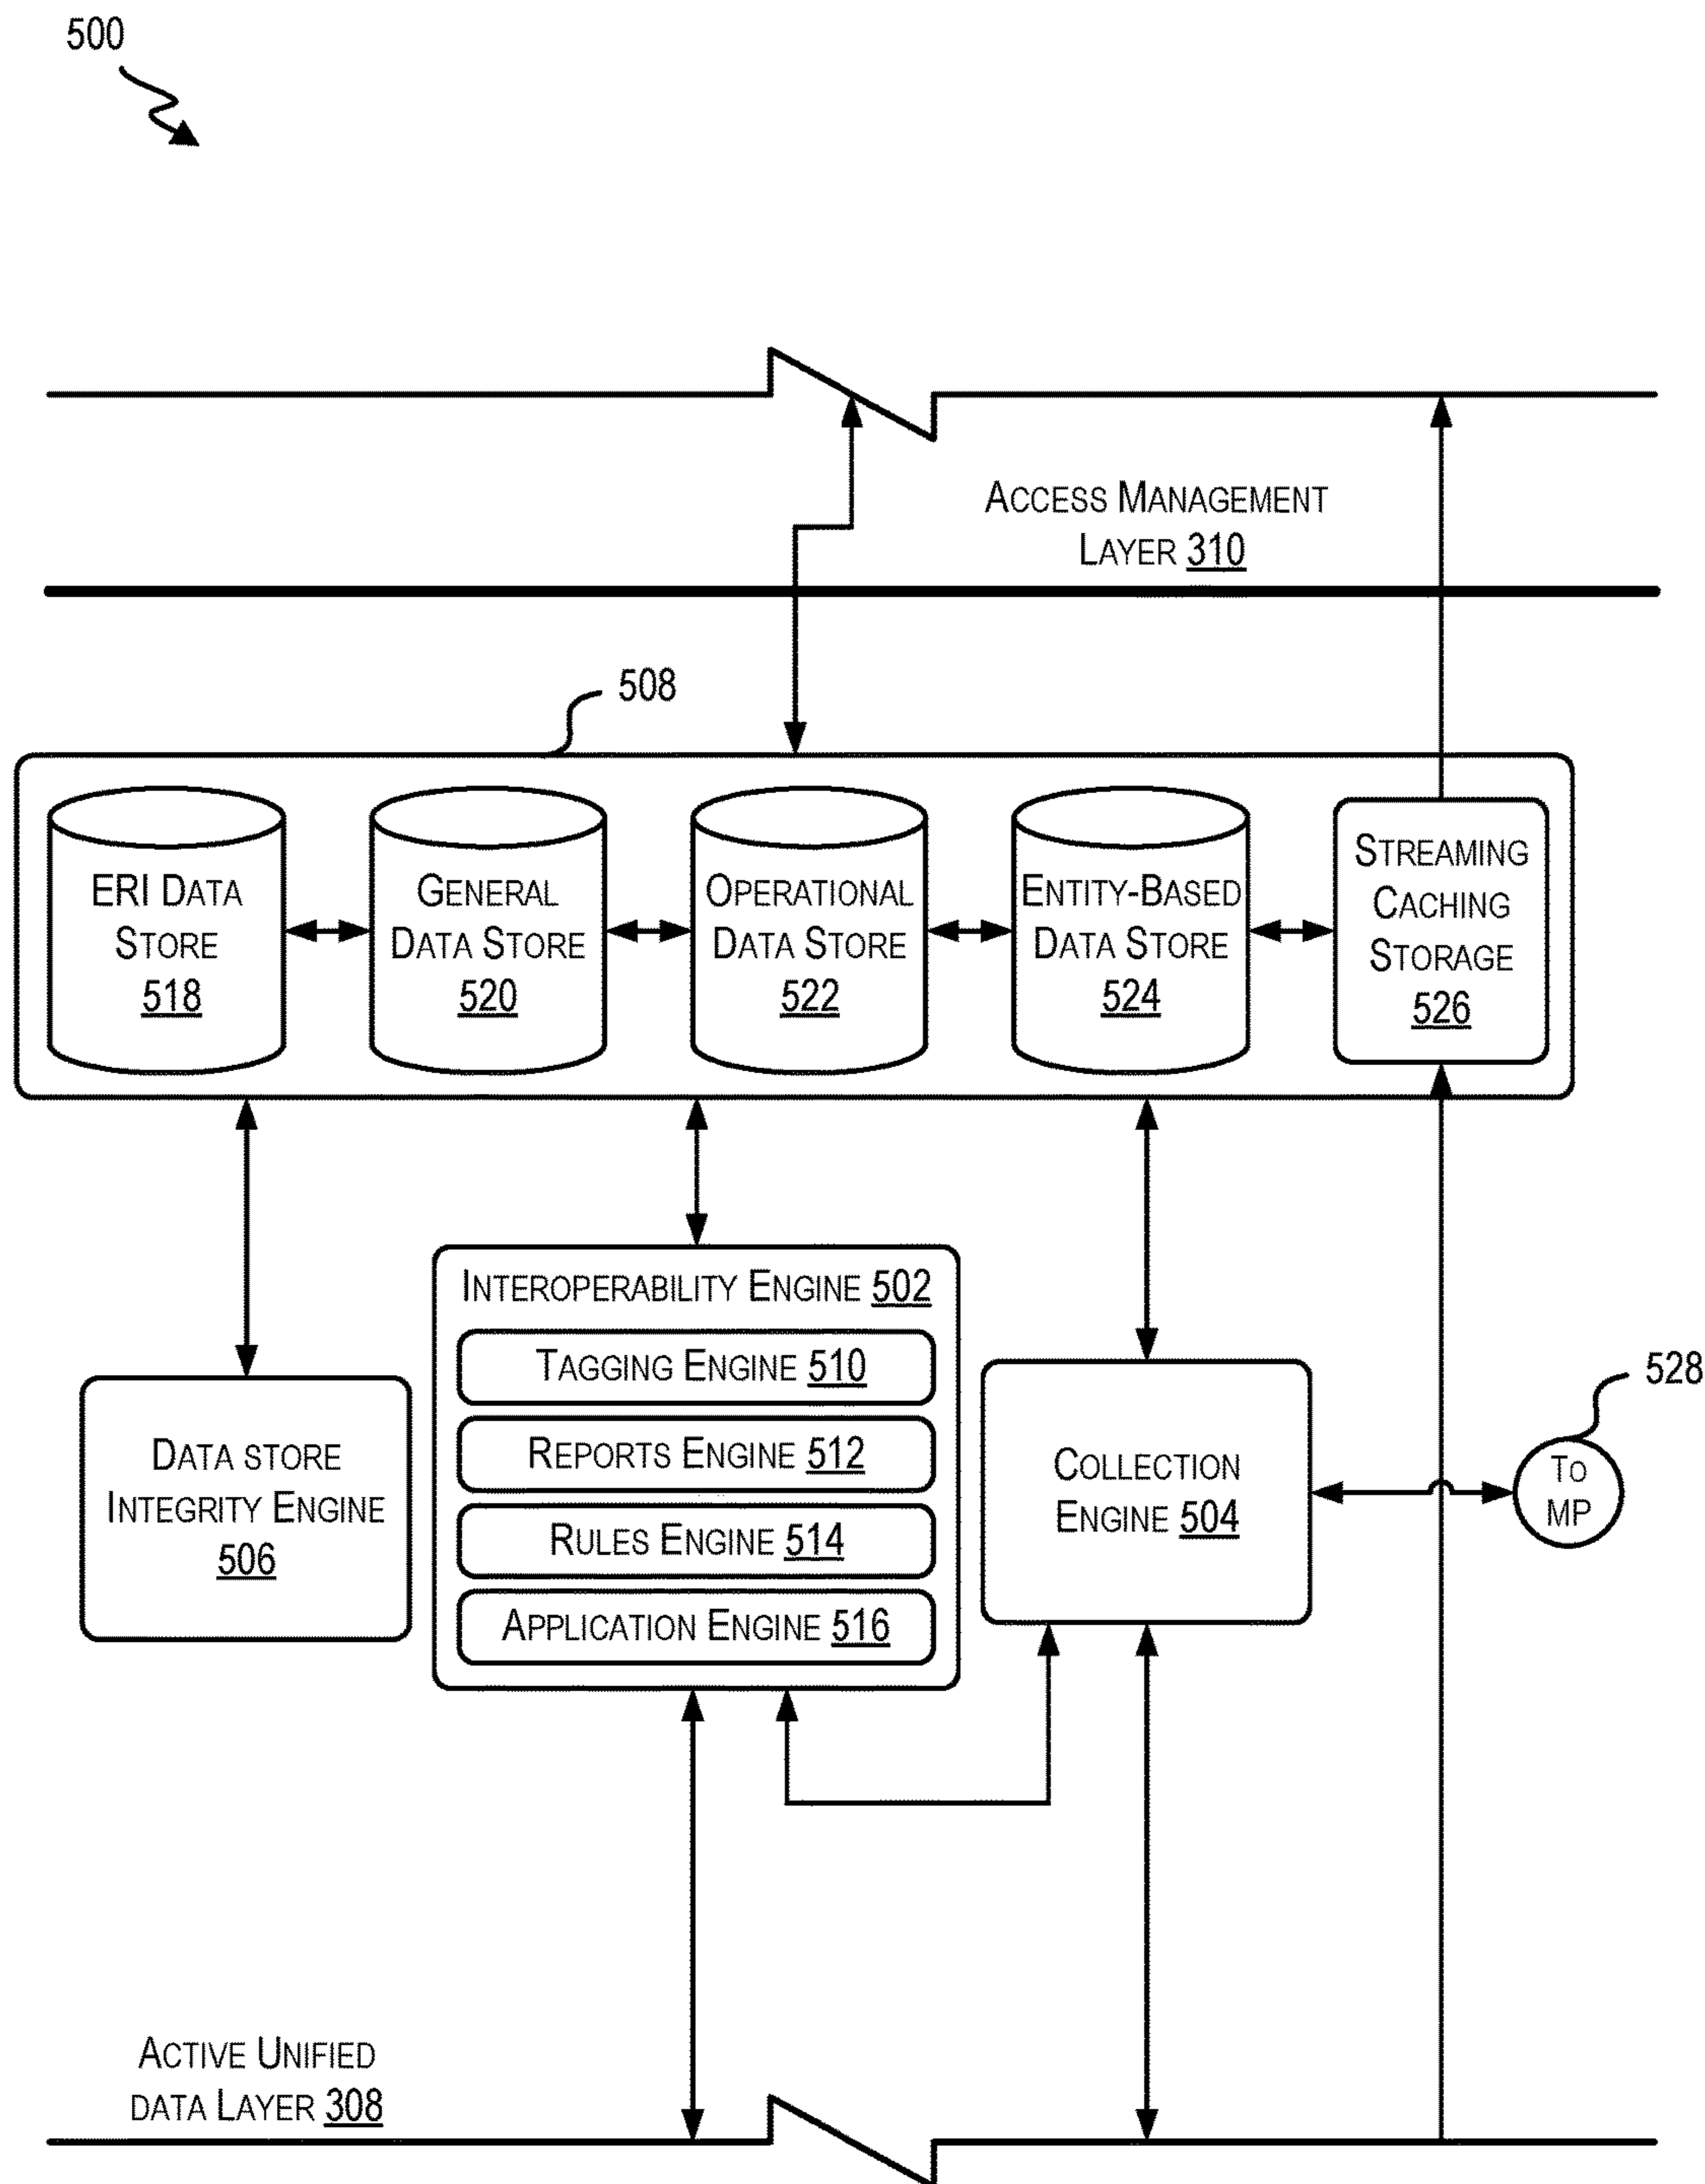 500
ACCESS MANAGEMENT
LAYER 310
508
ERI DATA
STORE
518
GENERAL
DATA STORE
520
OPERATIONAL
DATA STORE
522
ENTITY-BASED
DATA STORE
524
STREAMING
CACHING
STORAGE
526
INTEROPERABILITY ENGINE 502
TAGGING ENGINE 510
REPORTS ENGINE 512
RULES ENGINE 514
APPLICATION ENGINE 516
DATA STORE
INTEGRITY ENGINE
506
COLLECTION
ENGINE 504
528
TO
MP
ACTIVE UNIFIED
DATA LAYER 308